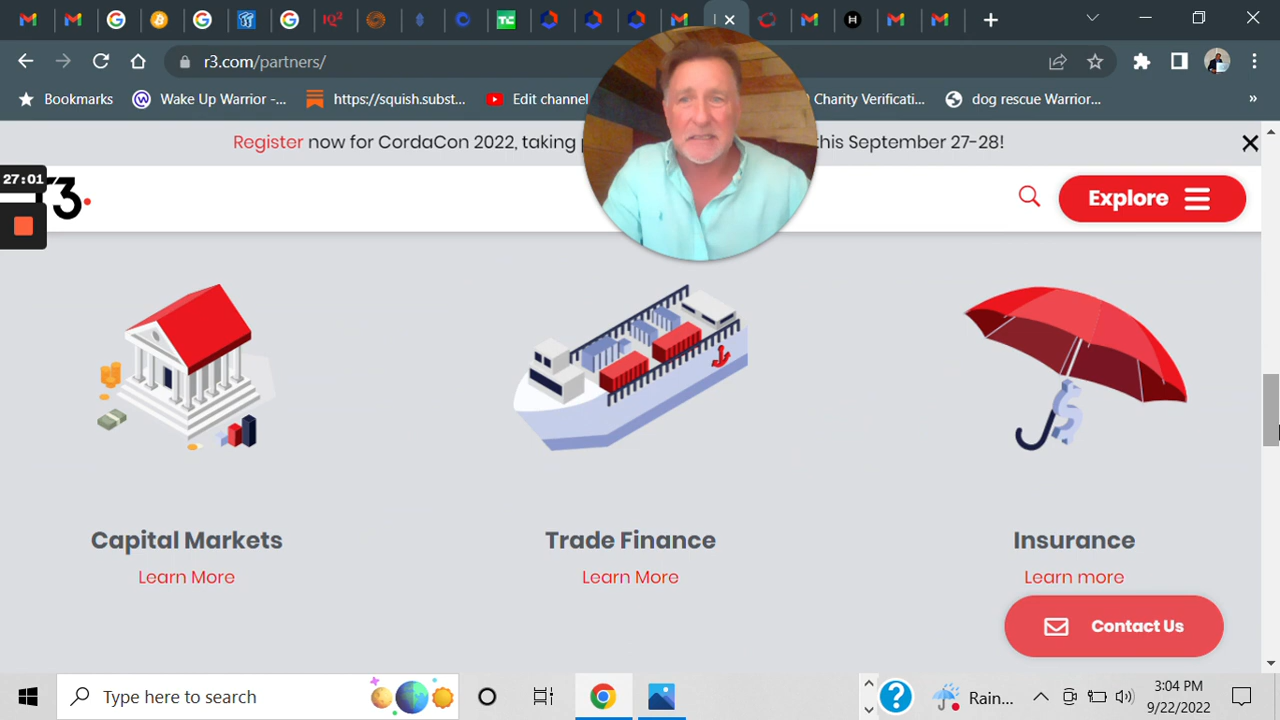 IQ²
TC
H
r3.com/partners/
Bookmarks
Wake Up Warrior -...
https://squish.subst...
Edit channel
Charity Verificati...
dog rescue Warrior...
»
Register now for CordaCon 2022, taking
this September 27-28!
27:01
r3.
Explore
Capital Markets
Trade Finance
Insurance
Learn More
Learn More
Learn more
Contact Us
Type here to search
Rain...
3:04 PM
9/22/2022